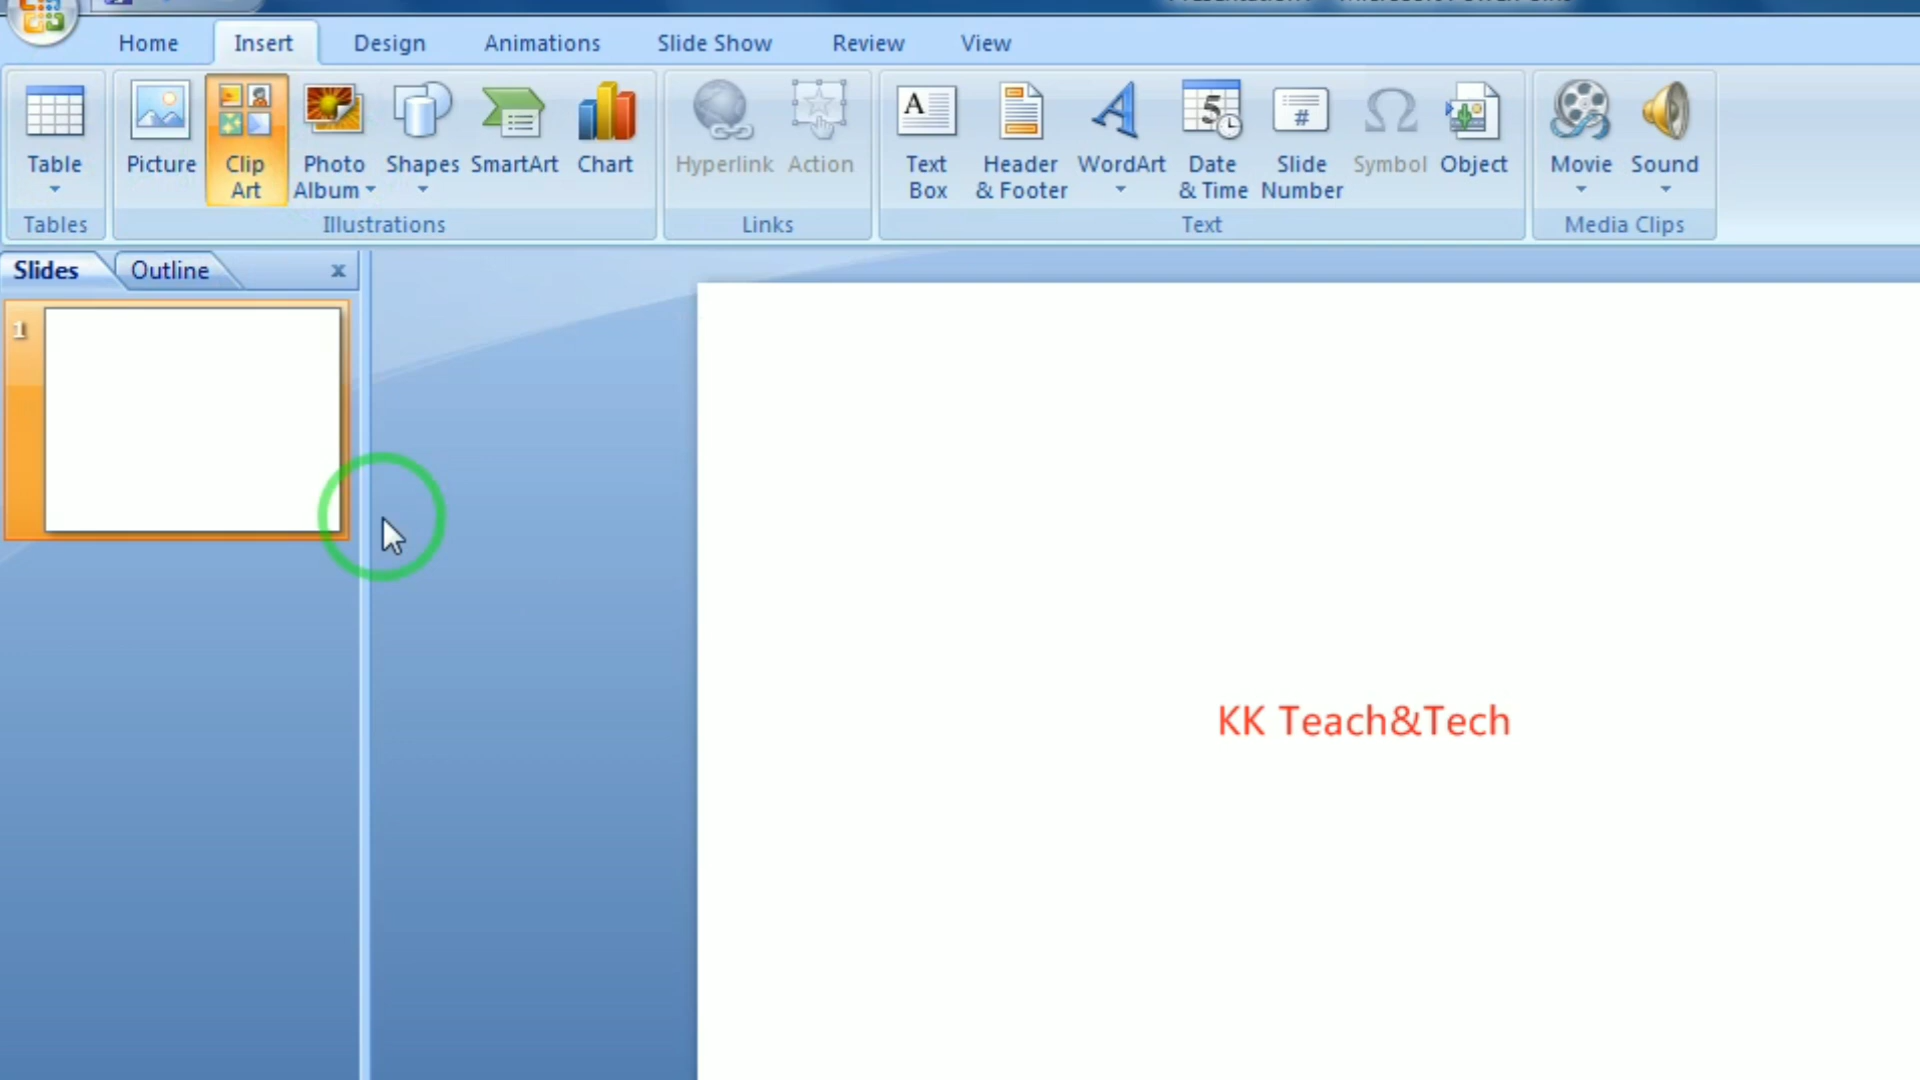 Home Insert Design Animations Slide Show Review View
Table Picture Clip Art Photo Album Shapes SmartArt Chart Hyperlink Action Text Box Header & Footer WordArt Date & Time Slide Number Symbol Object Movie Sound
Tables Illustrations Links Text Media Clips
Slides Outline x
1
KK Teach&Tech